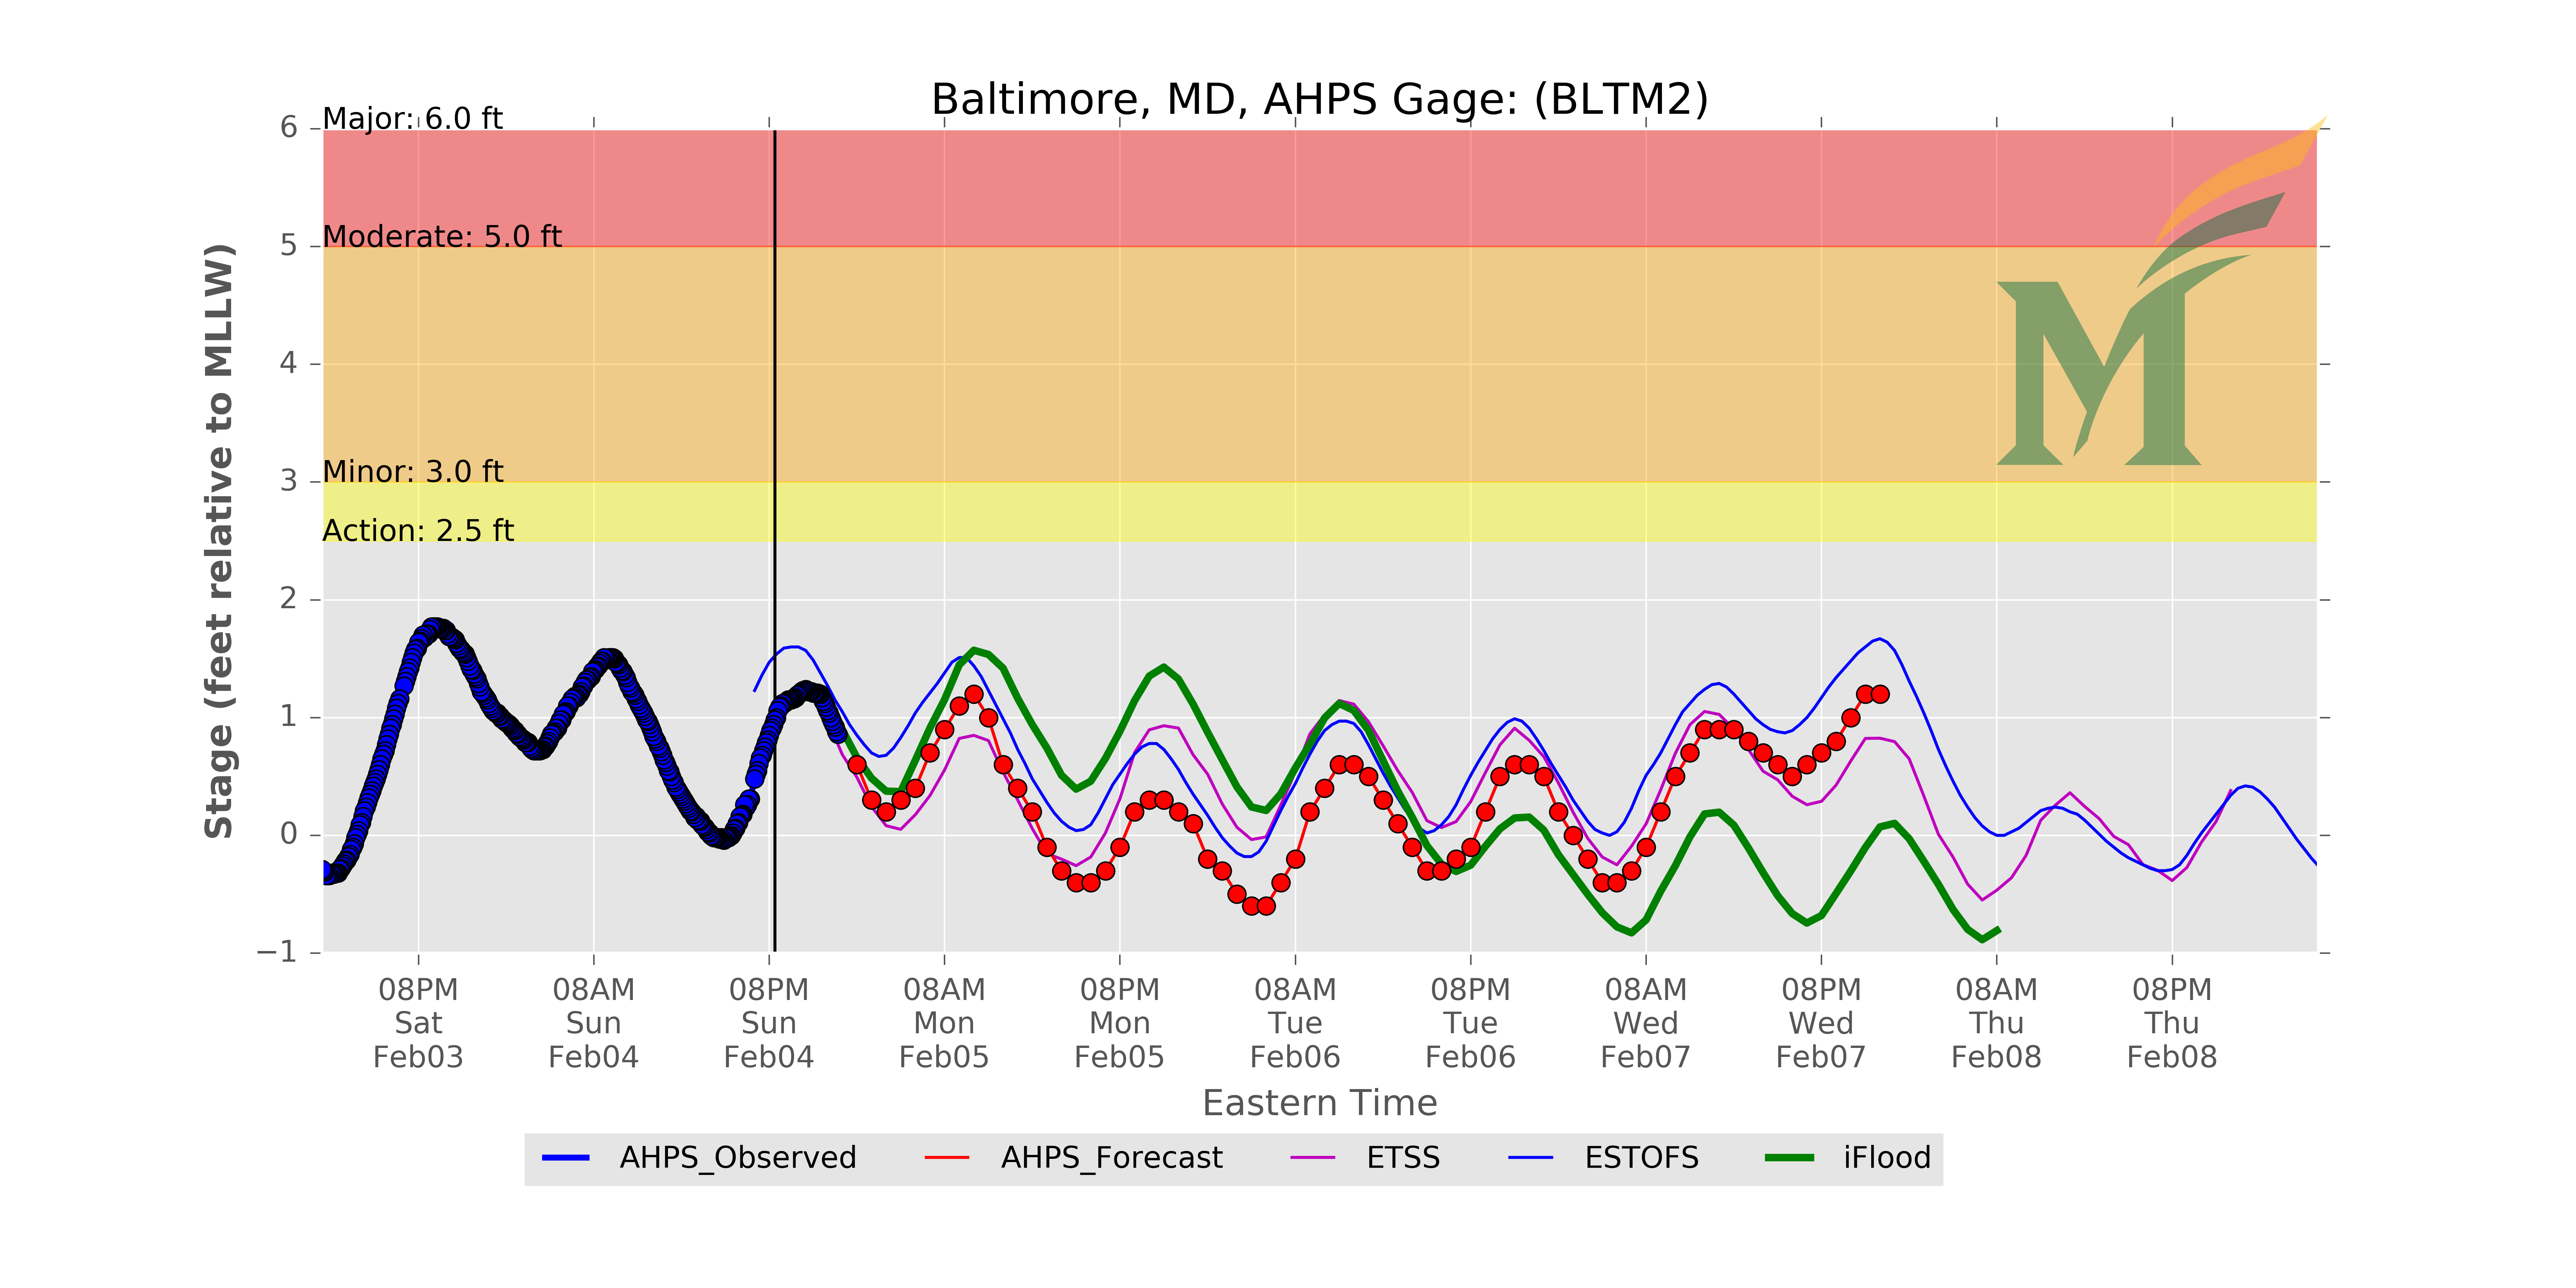 Baltimore, MD, AHPS Gage: (BLTM2)
Major: 6.0 ft
Moderate: 5.0 ft
Minor: 3.0 ft
Action: 2.5 ft
6
5
4
3
2
1
0
−1
Stage (feet relative to MLLW)
08PM 08AM 08PM 08AM 08PM 08AM 08PM 08AM 08PM 08AM 08PM
Sat Sun Sun Mon Mon Tue Tue Wed Wed Thu Thu
Feb03 Feb04 Feb04 Feb05 Feb05 Feb06 Feb06 Feb07 Feb07 Feb08 Feb08
Eastern Time
AHPS_Observed AHPS_Forecast ETSS ESTOFS iFlood
M